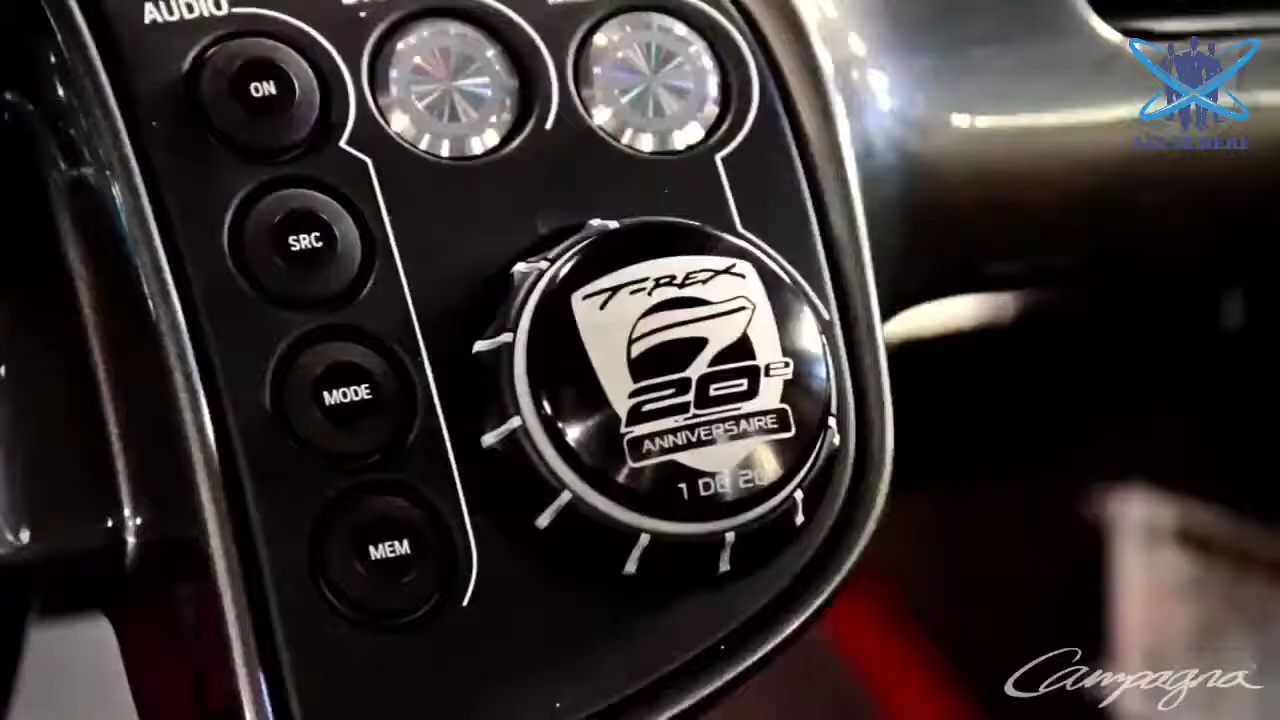 AUDIO
ON
SRC
MODE
MEM
T-REX
20e
ANNIVERSAIRE
1 DE 20
Campagna